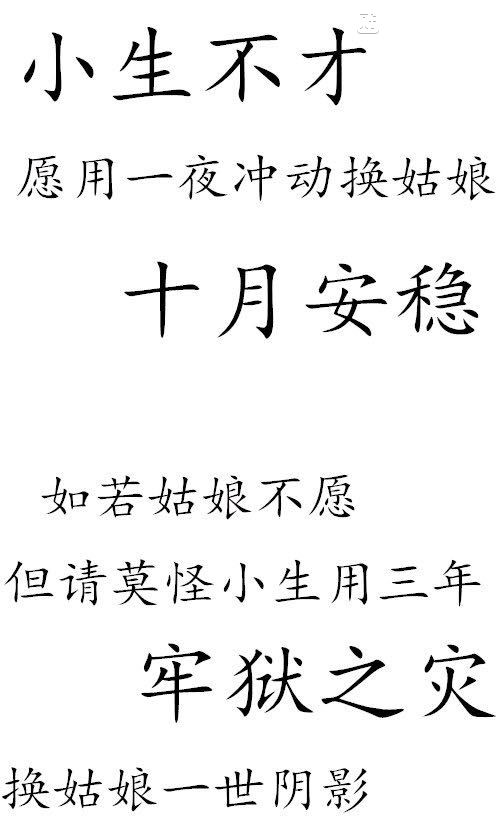 小生不才
愿用一夜冲动换姑娘
十月安稳
如若姑娘不愿
但请莫怪小生用三年
牢狱之灾
换姑娘一世阴影